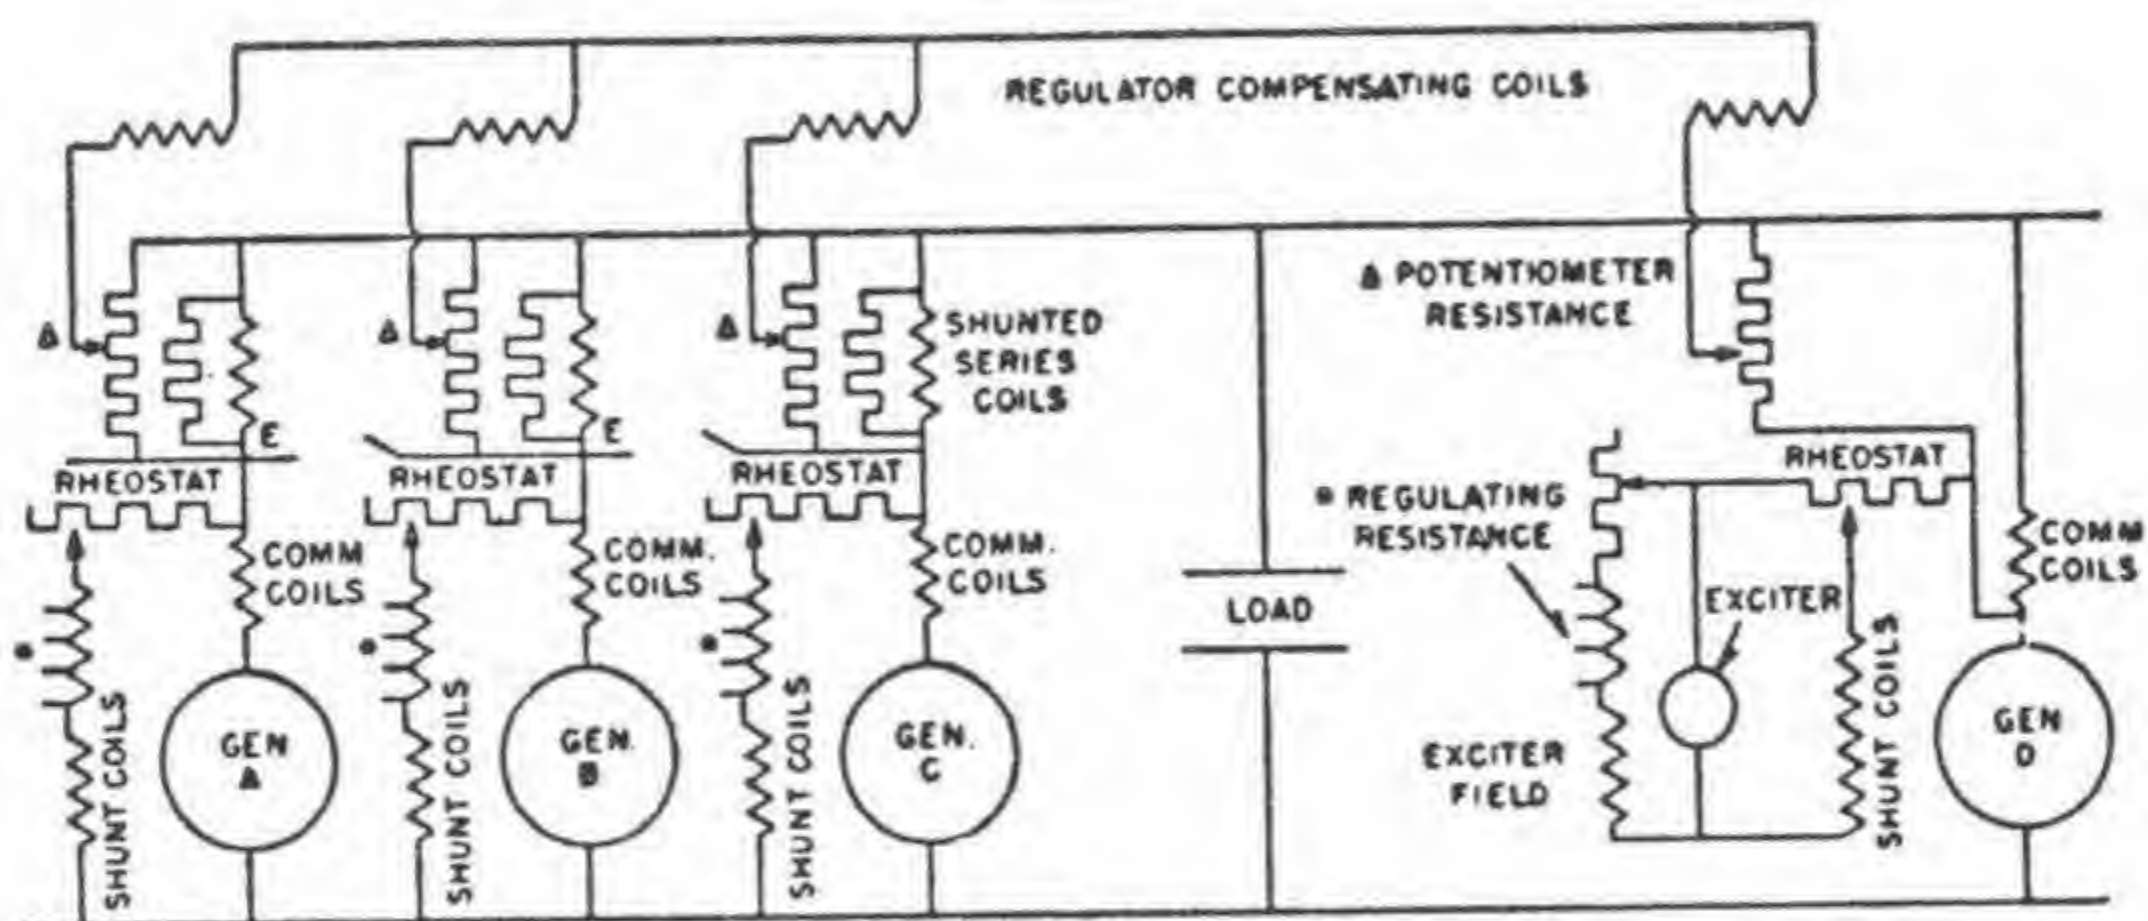 REGULATOR COMPENSATING COILS
Δ POTENTIOMETER
RESISTANCE
Δ
Δ
Δ
SHUNTED
SERIES
COILS
E
E
RHEOSTAT
RHEOSTAT
RHEOSTAT
RHEOSTAT
* REGULATING
RESISTANCE
COMM
COILS
COMM.
COILS
COMM.
COILS
COMM
COILS
LOAD
EXCITER
*
*
*
SHUNT COILS
GEN
A
SHUNT COILS
GEN.
B
SHUNT COILS
GEN.
C
EXCITER
FIELD
SHUNT COILS
GEN
D